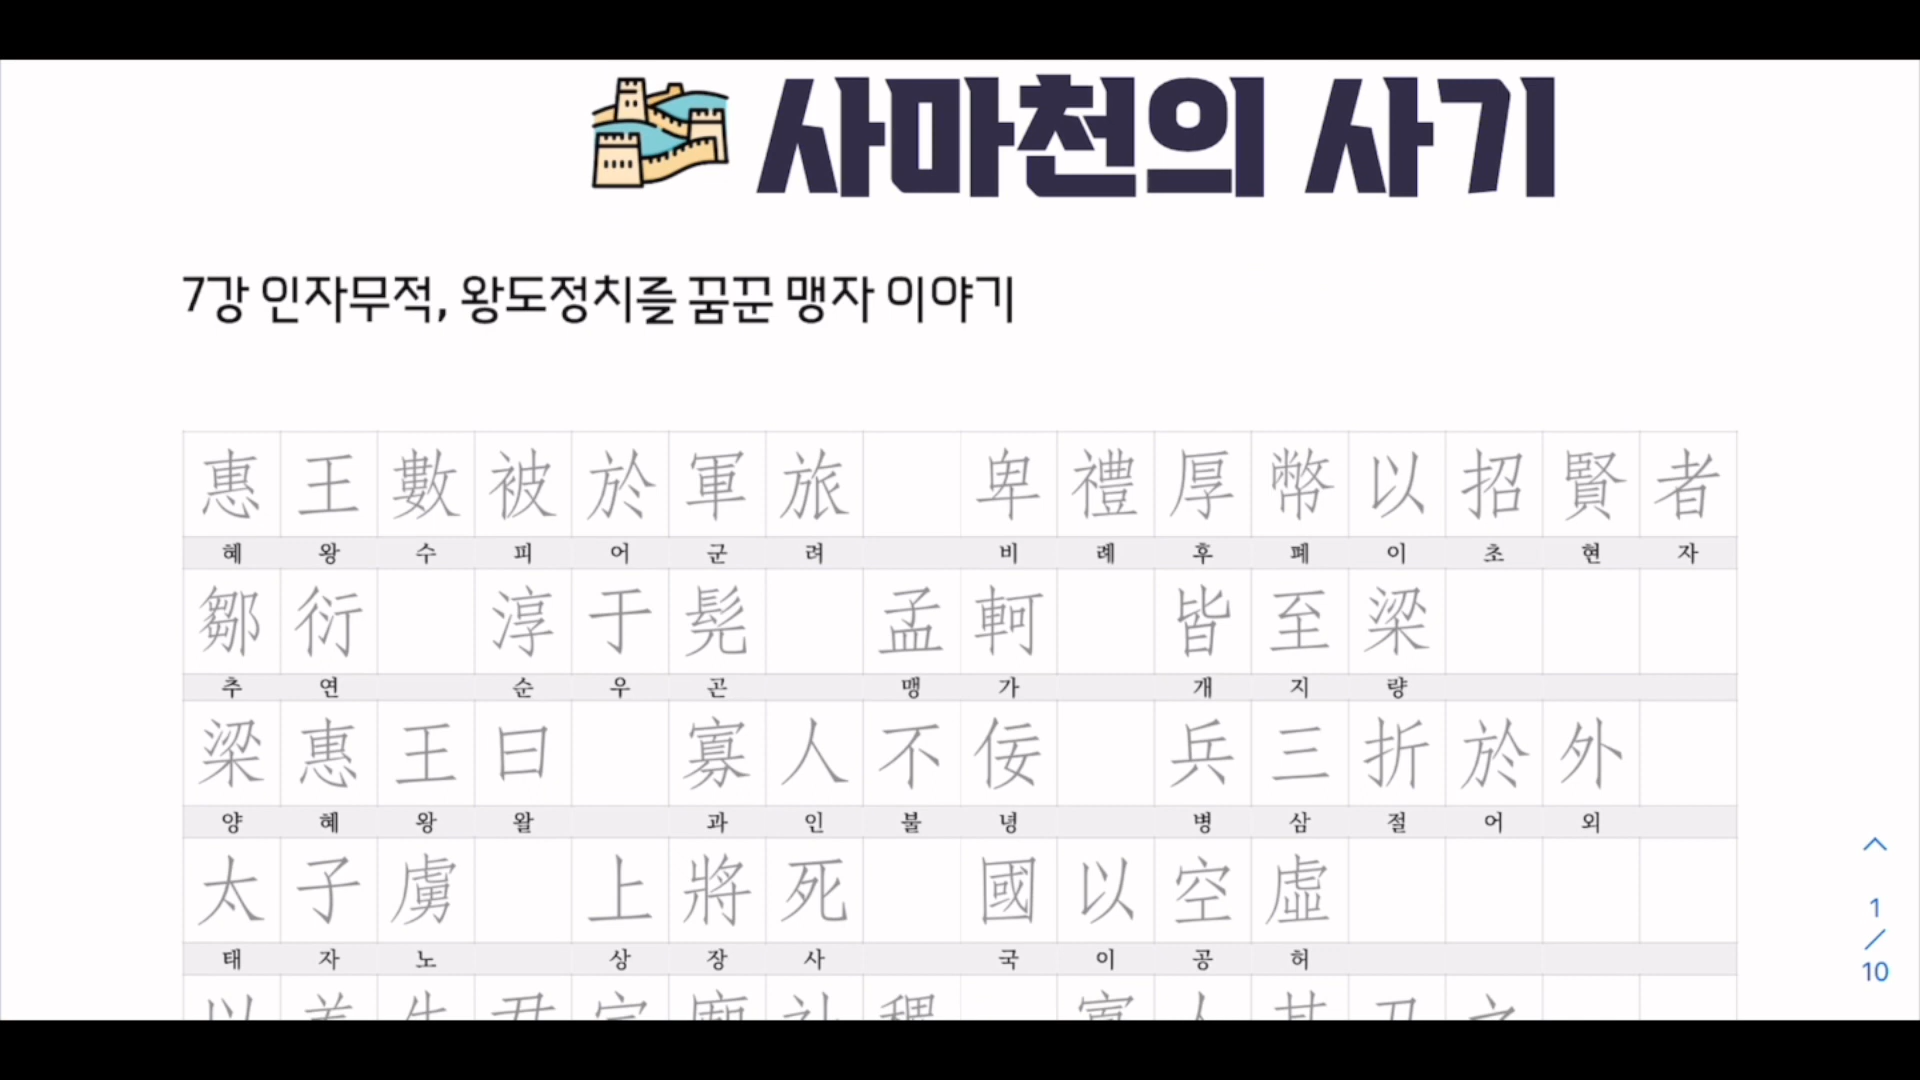 사마천의 사기
7강 인자무적, 왕도정치를 꿈꾼 맹자 이야기
惠王數被於軍旅 卑禮厚幣以招賢者
혜 왕 수 피 어 군 려 비 례 후 폐 이 초 현 자
鄒衍 淳于髡 孟軻 皆至梁
추 연 순 우 곤 맹 가 개 지 량
梁惠王曰 寡人不佞 兵三折於外
양 혜 왕 왈 과 인 불 녕 병 삼 절 어 외
太子虜 上將死 國以空虛
태 자 노 상 장 사 국 이 공 허
1
/
10